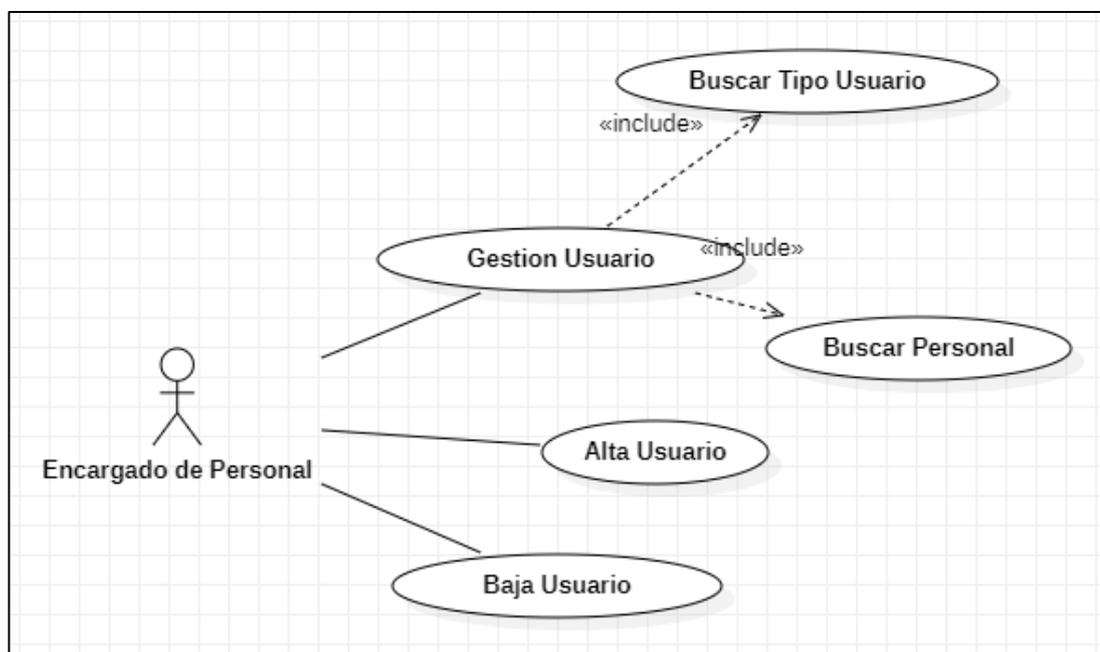 Buscar Tipo Usuario
«include»
Gestion Usuario
«include»
Buscar Personal
Alta Usuario
Encargado de Personal
Baja Usuario